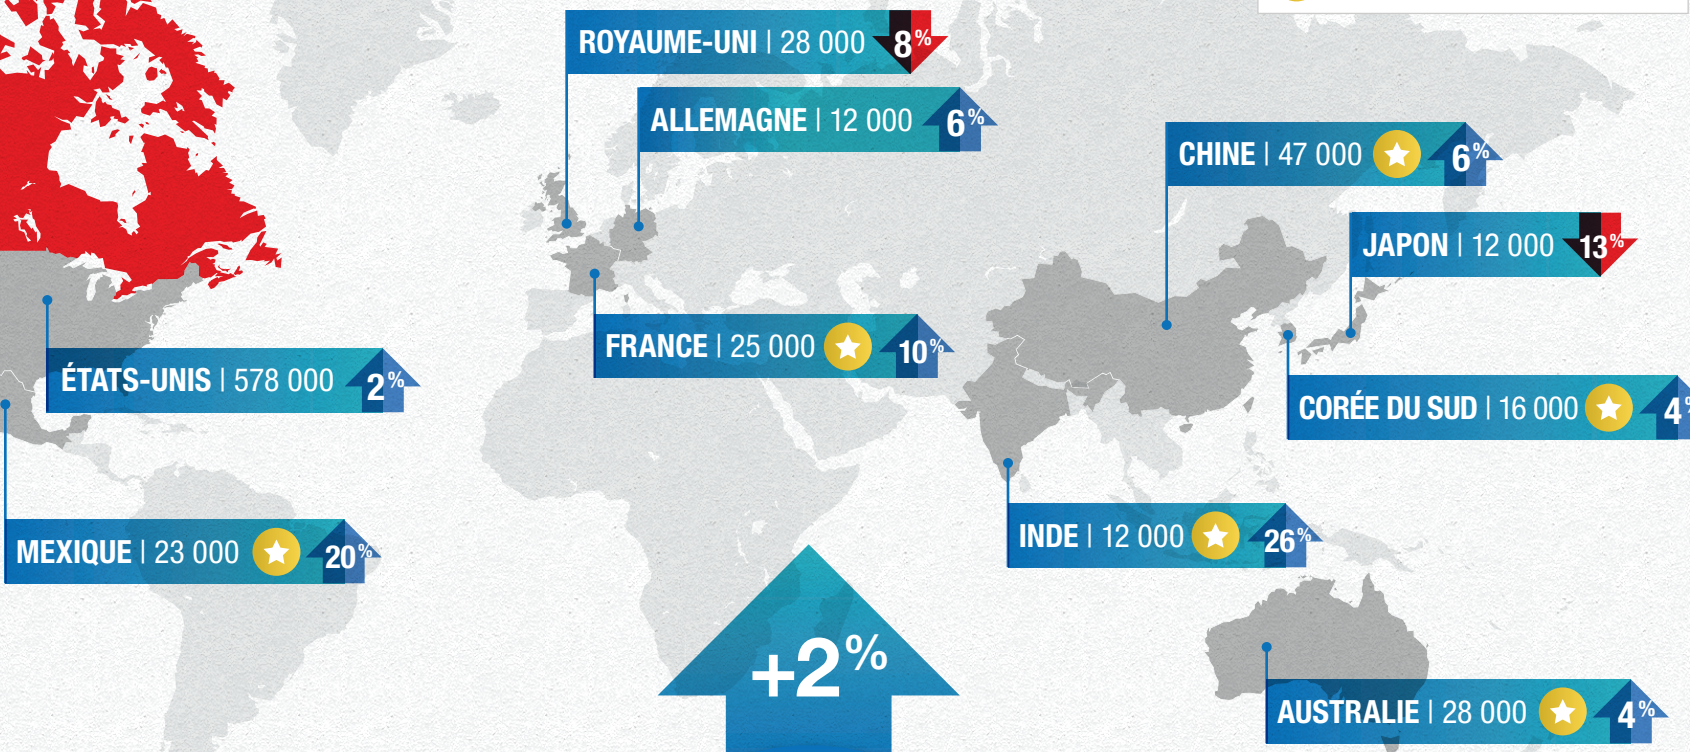 ROYAUME-UNI | 28 000 8%
ALLEMAGNE | 12 000 6%
CHINE | 47 000 6%
JAPON | 12 000 13%
FRANCE | 25 000 10%
ÉTATS-UNIS | 578 000 2%
CORÉE DU SUD | 16 000 4%
MEXIQUE | 23 000 20%
INDE | 12 000 26%
+2%
AUSTRALIE | 28 000 4%